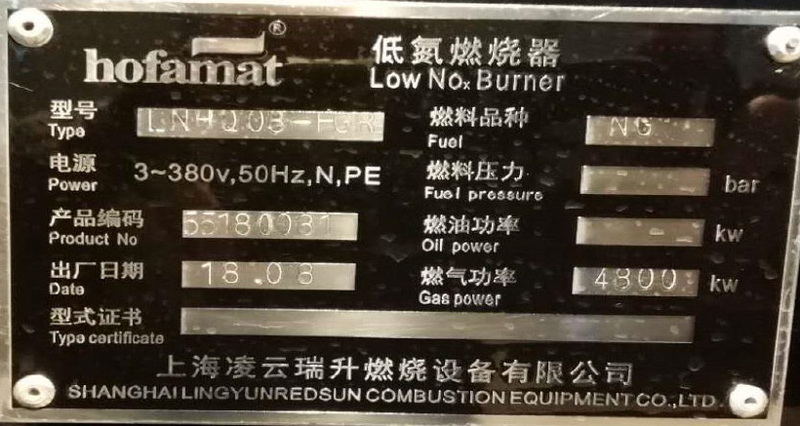 hofamat®
低氮燃烧器
Low NOx Burner
型号 LNHQ03-FGR
Type
电源 3~380v,50Hz,N,PE
Power
产品编码 55180031
Product No
出厂日期 18.08
Date
型式证书
Type certificate
燃料品种 NG
Fuel
燃料压力 bar
Fuel pressure
燃油功率 kw
Oil power
燃气功率 4800 kw
Gas power
上海凌云瑞升燃烧设备有限公司
SHANGHAI LINGYUNREDSUN COMBUSTION EQUIPMENT CO.,LTD.